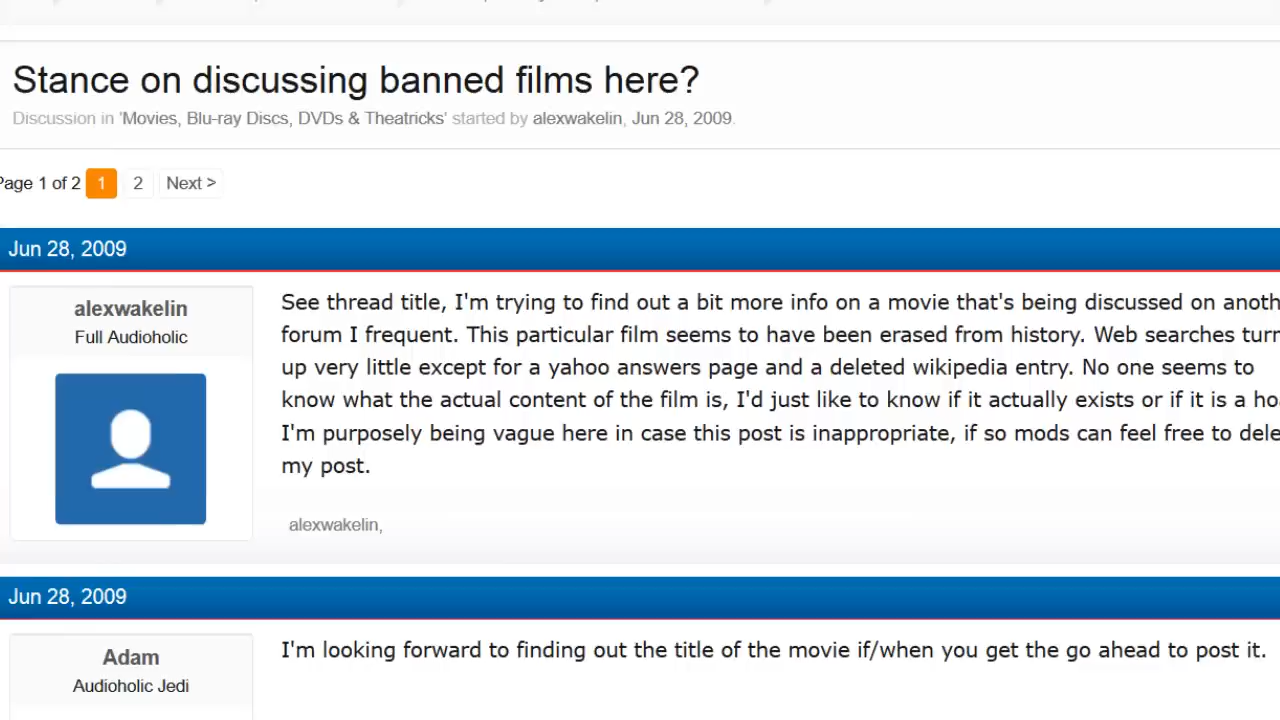 Stance on discussing banned films here?
Discussion in 'Movies, Blu-ray Discs, DVDs & Theatricks' started by alexwakelin, Jun 28, 2009.
Page 1 of 2 1 2 Next >
Jun 28, 2009
alexwakelin
Full Audioholic
See thread title, I'm trying to find out a bit more info on a movie that's being discussed on
forum I frequent. This particular film seems to have been erased from history. Web searches
up very little except for a yahoo answers page and a deleted wikipedia entry. No one seems to
know what the actual content of the film is, I'd just like to know if it actually exists or if it is a
I'm purposely being vague here in case this post is inappropriate, if so mods can feel free to
my post.
alexwakelin,
Jun 28, 2009
Adam
Audioholic Jedi
I'm looking forward to finding out the title of the movie if/when you get the go ahead to post it.